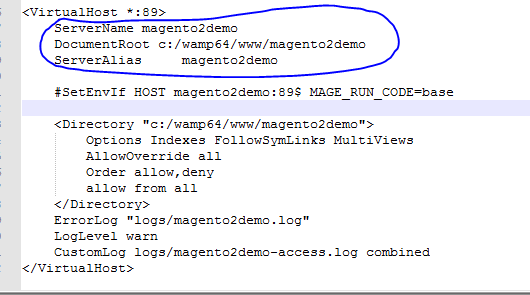 <VirtualHost *:89>
ServerName magento2demo
DocumentRoot c:/wamp64/www/magento2demo
ServerAlias     magento2demo
#SetEnvIf HOST magento2demo:89$ MAGE_RUN_CODE=base
<Directory "c:/wamp64/www/magento2demo">
Options Indexes FollowSymLinks MultiViews
AllowOverride all
Order allow,deny
allow from all
</Directory>
ErrorLog "logs/magento2demo.log"
LogLevel warn
CustomLog logs/magento2demo-access.log combined
</VirtualHost>